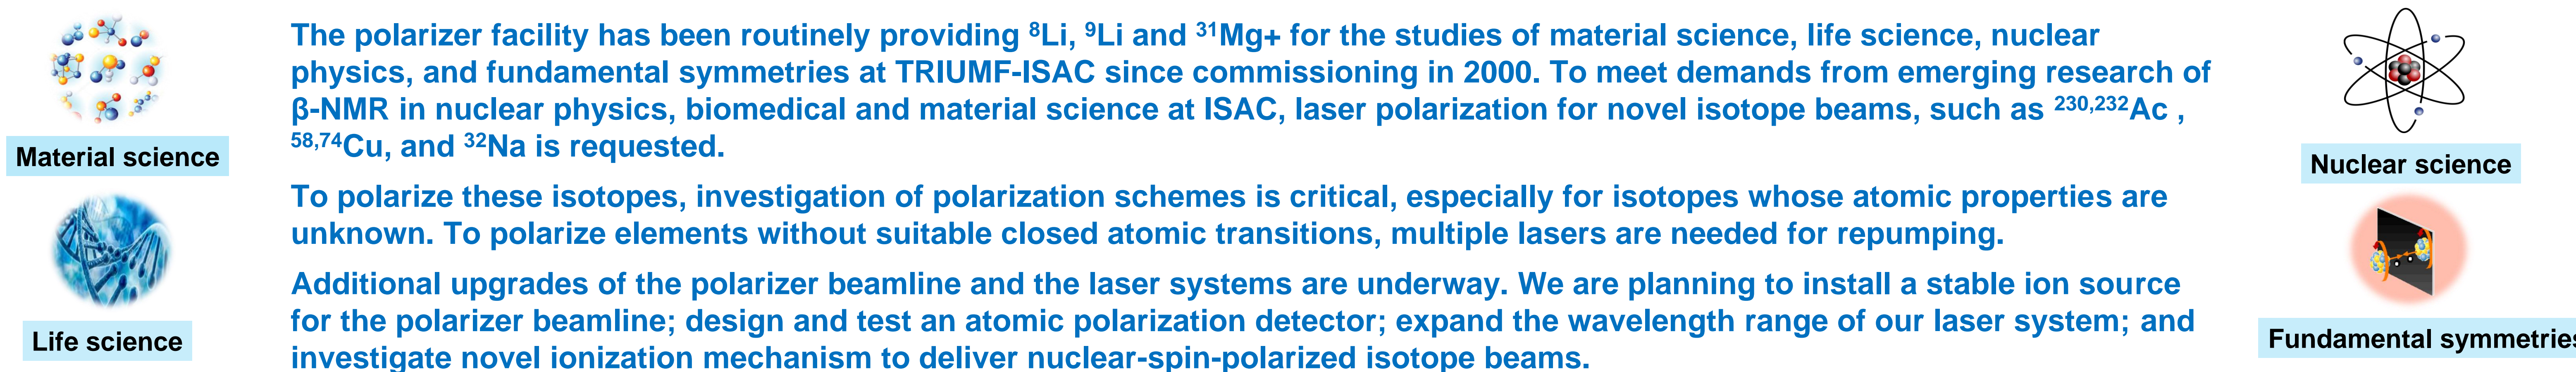 The polarizer facility has been routinely providing ⁸Li, ⁹Li and ³¹Mg+ for the studies of material science, life science, nuclear
physics, and fundamental symmetries at TRIUMF-ISAC since commissioning in 2000. To meet demands from emerging research of
β-NMR in nuclear physics, biomedical and material science at ISAC, laser polarization for novel isotope beams, such as ²³⁰,²³²Ac ,
⁵⁸,⁷⁴Cu, and ³²Na is requested.
To polarize these isotopes, investigation of polarization schemes is critical, especially for isotopes whose atomic properties are
unknown. To polarize elements without suitable closed atomic transitions, multiple lasers are needed for repumping.
Additional upgrades of the polarizer beamline and the laser systems are underway. We are planning to install a stable ion source
for the polarizer beamline; design and test an atomic polarization detector; expand the wavelength range of our laser system; and
investigate novel ionization mechanism to deliver nuclear-spin-polarized isotope beams.
Material science
Life science
Nuclear science
Fundamental symmetries